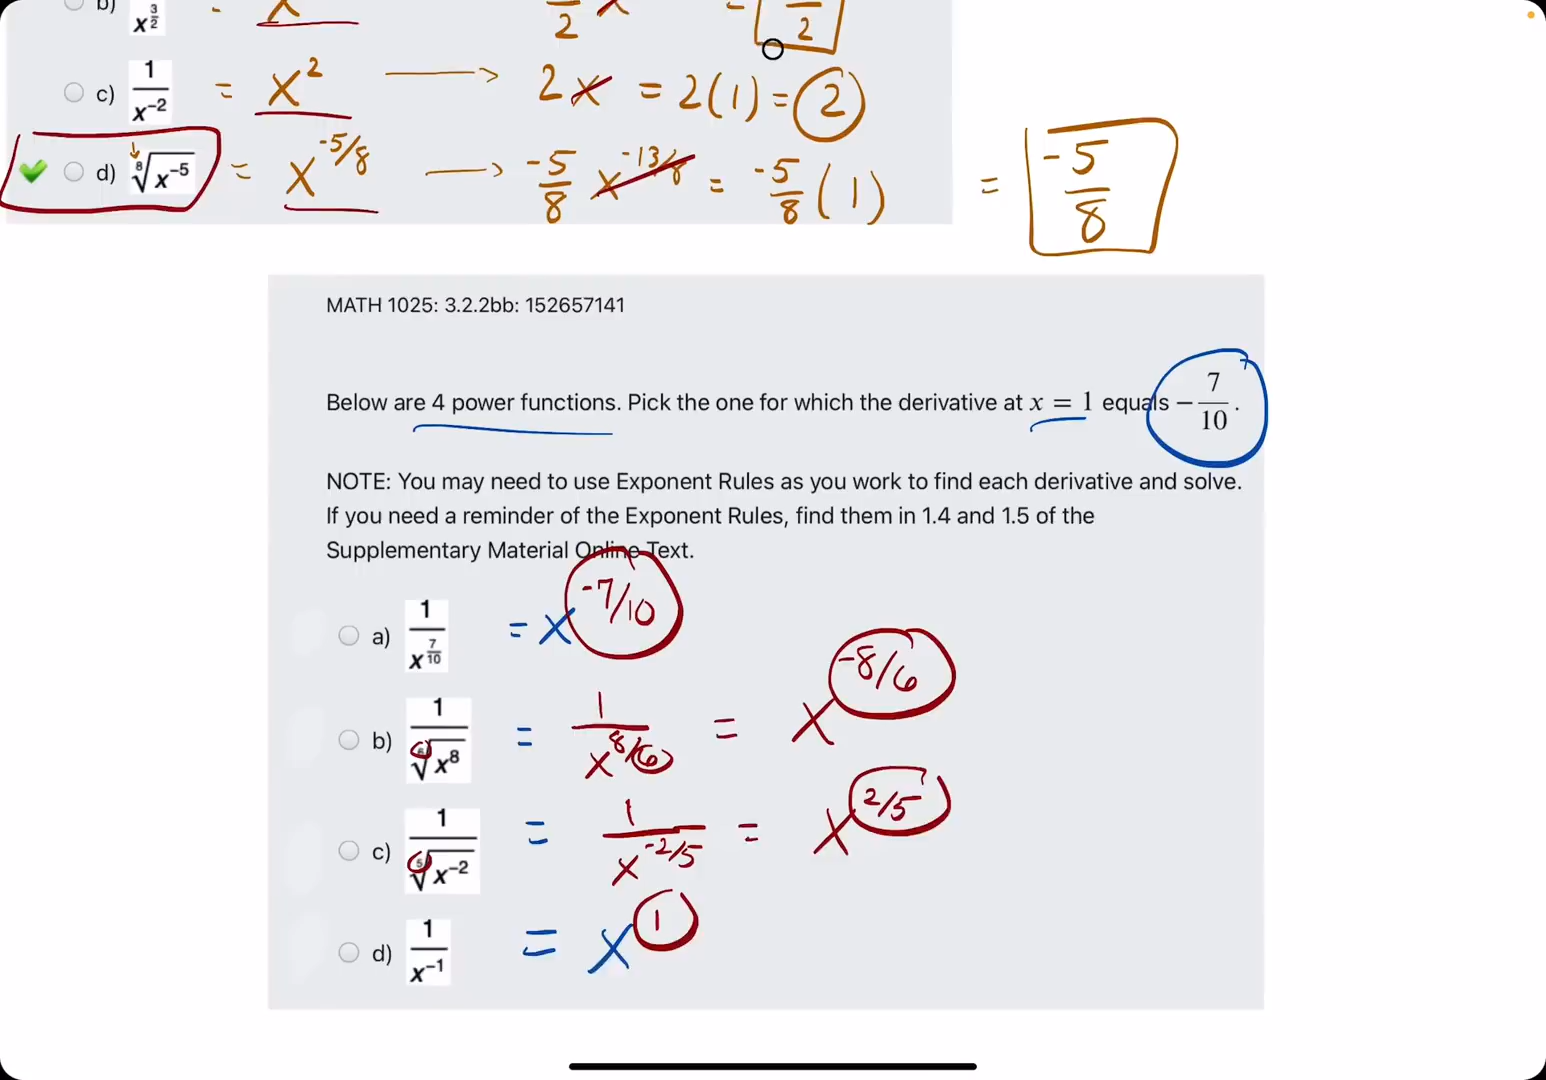 b) x^{3/2} = x 2 x - 2
c) 1/x^{-2} = x^2 → 2x = 2(1) = 2
d) \sqrt[8]{x^{-5}} = x^{-5/8} → -5/8 x^{-13/8} = -5/8 (1) = -5/8
MATH 1025: 3.2.2bb: 152657141
Below are 4 power functions. Pick the one for which the derivative at x = 1 equals −7/10.
NOTE: You may need to use Exponent Rules as you work to find each derivative and solve.
If you need a reminder of the Exponent Rules, find them in 1.4 and 1.5 of the
Supplementary Material Online Text.
a) 1/x^{7/10} = x^{-7/10}
b) 1/\sqrt[6]{x^8} = 1/x^{8/6} = x^{-8/6}
c) 1/\sqrt[5]{x^{-2}} = 1/x^{-2/5} = x^{2/5}
d) 1/x^{-1} = x^1